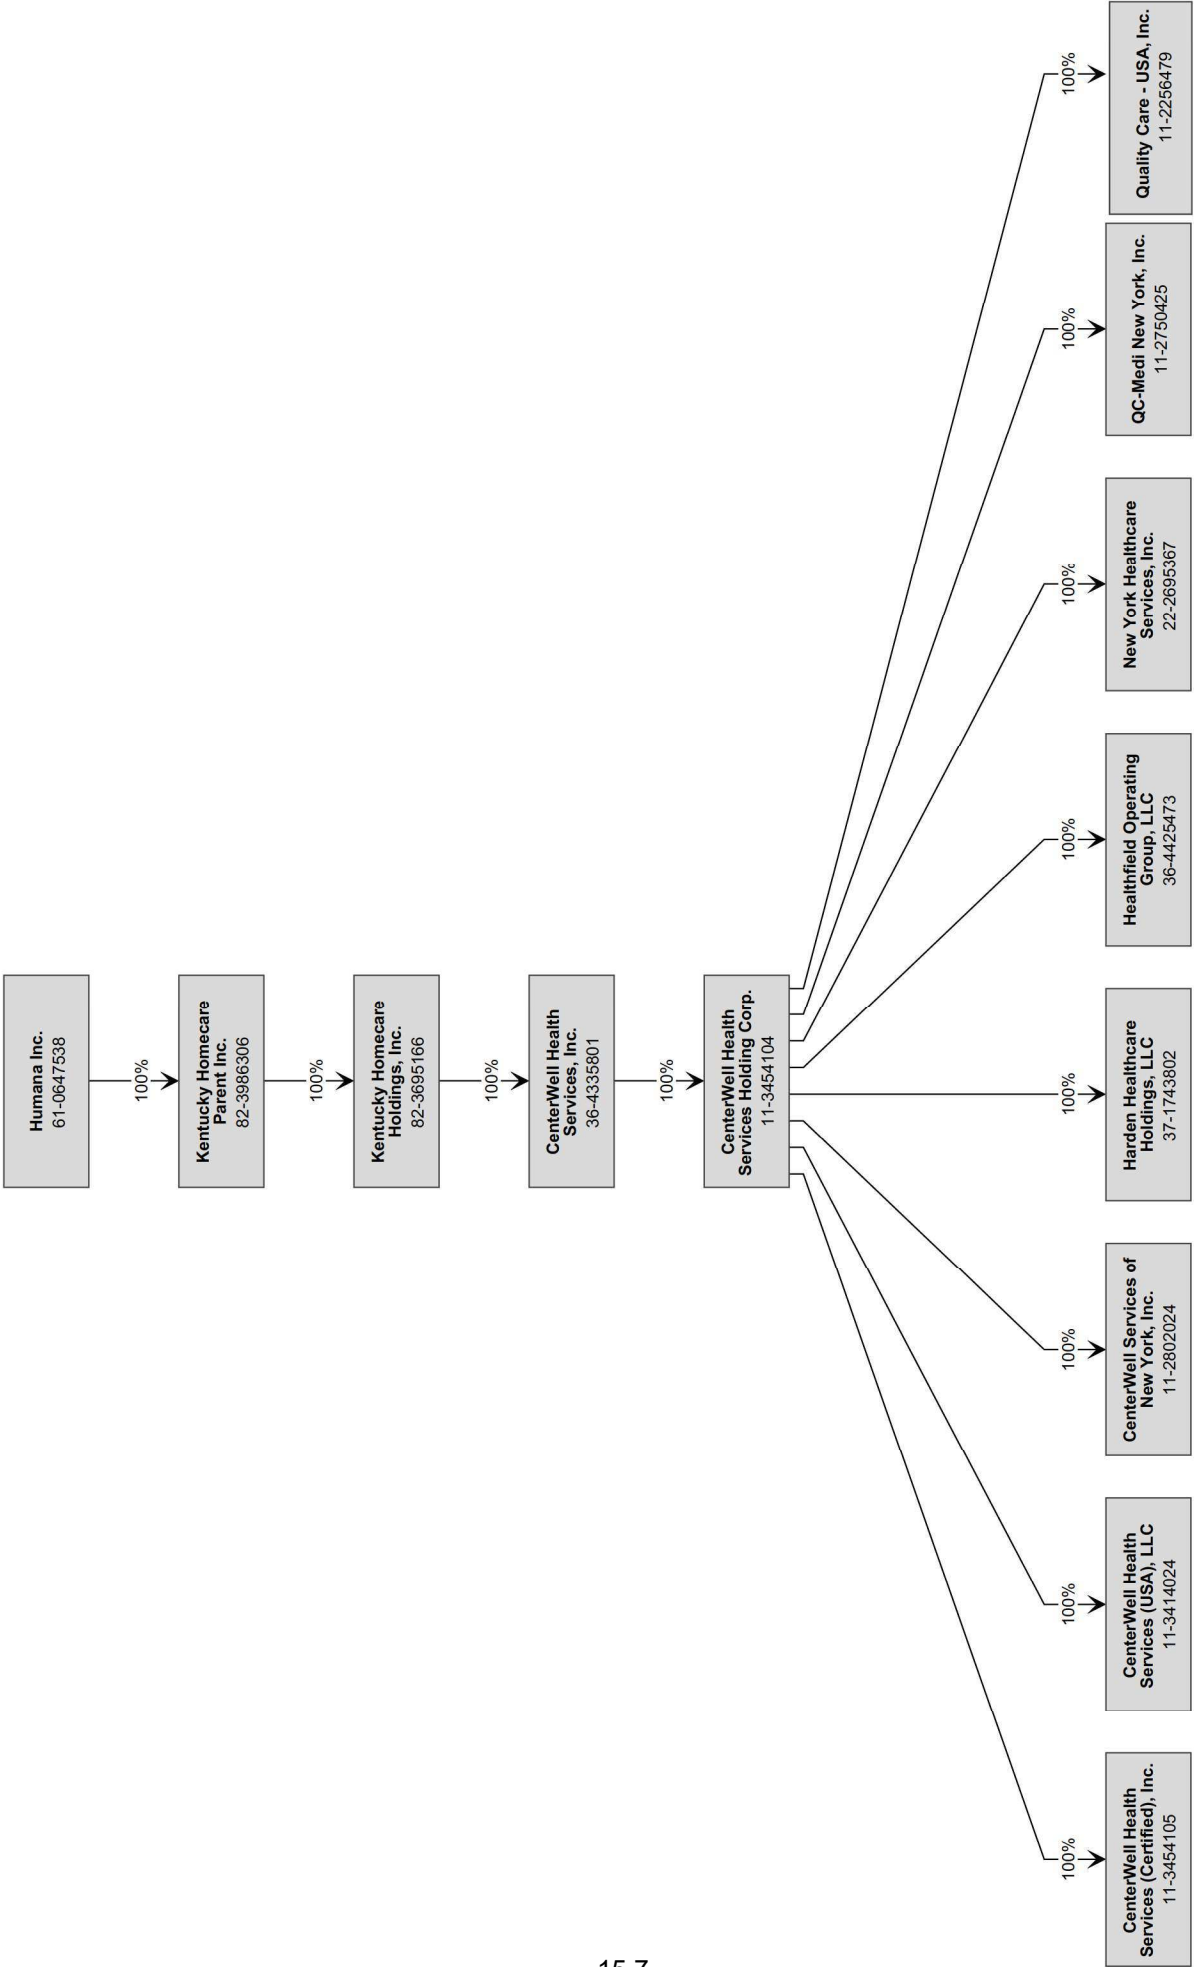 Humana Inc.
61-0647538
100%
Kentucky Homecare
Parent Inc.
82-3986306
100%
Kentucky Homecare
Holdings, Inc.
82-3695166
100%
CenterWell Health
Services, Inc.
36-4335801
100%
CenterWell Health
Services Holding Corp.
11-3454104
100%
CenterWell Health
Services (Certified), Inc.
11-3454105
100%
CenterWell Health
Services (USA), LLC
11-3414024
100%
CenterWell Services of
New York, Inc.
11-2802024
100%
Harden Healthcare
Holdings, LLC
37-1743802
100%
Healthfield Operating
Group, LLC
36-4425473
100%
New York Healthcare
Services, Inc.
22-2695367
100%
QC-Medi New York, Inc.
11-2750425
100%
Quality Care - USA, Inc.
11-2256479
15.7